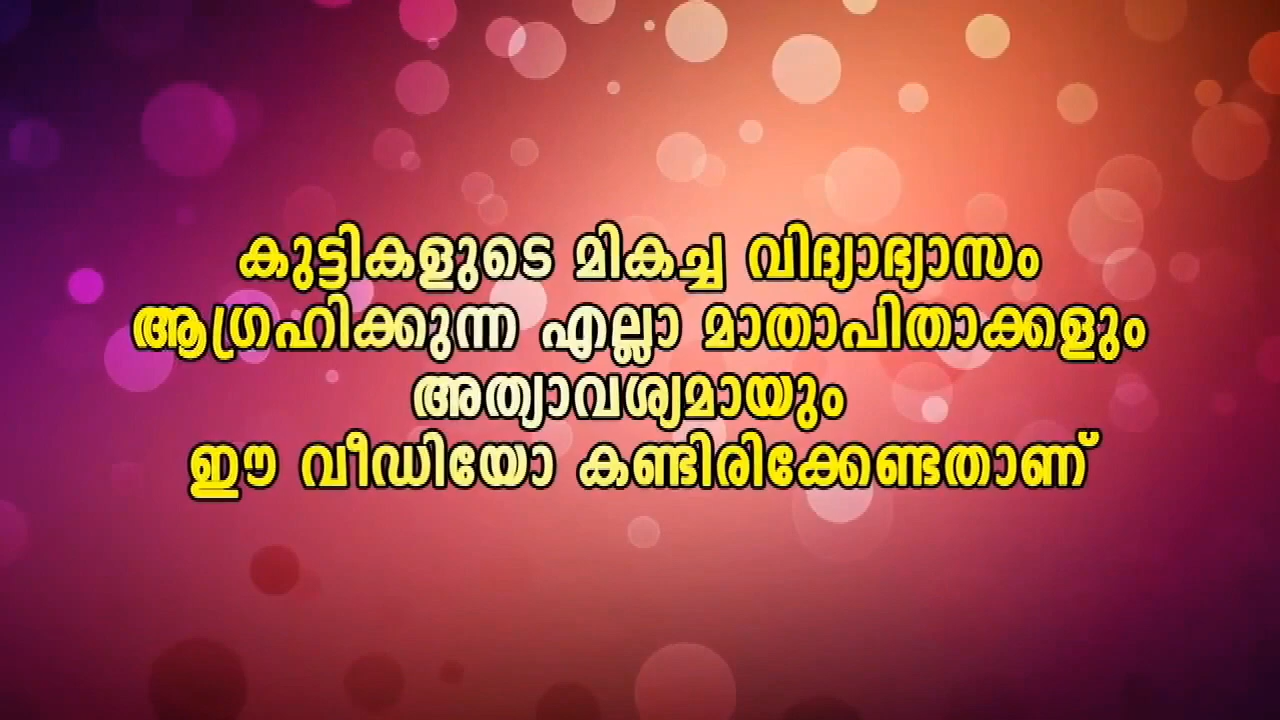 കുട്ടികളുടെ മികച്ച വിദ്യാഭ്യാസം
ആഗ്രഹിക്കുന്ന എല്ലാ മാതാപിതാക്കളും
അത്യാവശ്യമായും
ഈ വീഡിയോ കണ്ടിരിക്കേണ്ടതാണ്